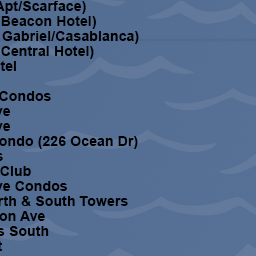 Apt/Scarface)
Beacon Hotel)
Gabriel/Casablanca)
Central Hotel)
tel
Condos
ve
ve
ondo (226 Ocean Dr)
s
Club
ve Condos
rth & South Towers
on Ave
s South
t